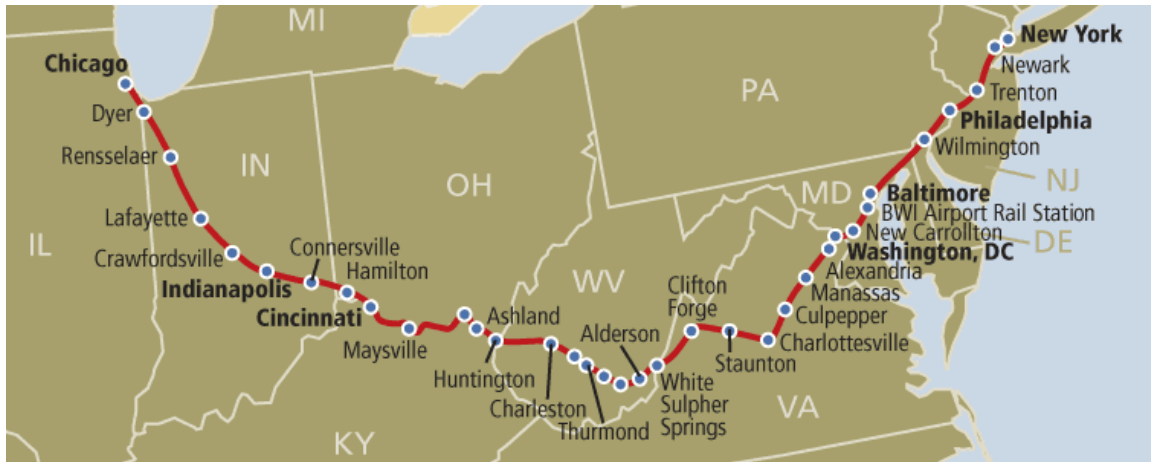 MI
New York
Chicago
Newark
PA
Trenton
Dyer
Philadelphia
Rensselaer
IN
Wilmington
OH
MD
NJ
Baltimore
Lafayette
BWI Airport Rail Station
IL
Connersville
New Carrollton
DE
Crawfordsville
Hamilton
WV
Washington, DC
Indianapolis
Clifton
Forge
Alexandria
Manassas
Cincinnati
Ashland
Culpepper
Maysville
Alderson
Charlottesville
Huntington
Staunton
Charleston
White
Sulpher
Springs
VA
Thurmond
KY